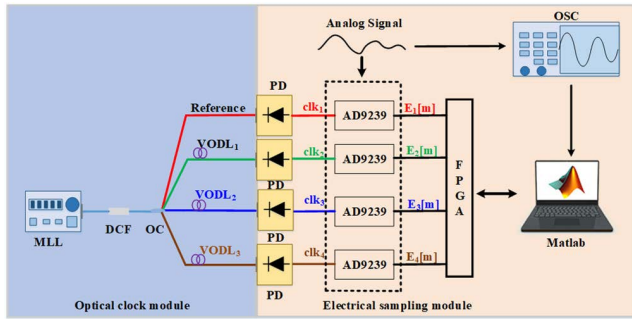 Analog Signal
OSC
PD
Reference
clk₁
AD9239
E₁[m]
VODL₁
clk₂
AD9239
E₂[m]
VODL₂
clk₃
AD9239
E₃[m]
FPGA
MLL
DCF
OC
PD
Matlab
VODL₃
clk₄
AD9239
E₄[m]
PD
Optical clock module
Electrical sampling module